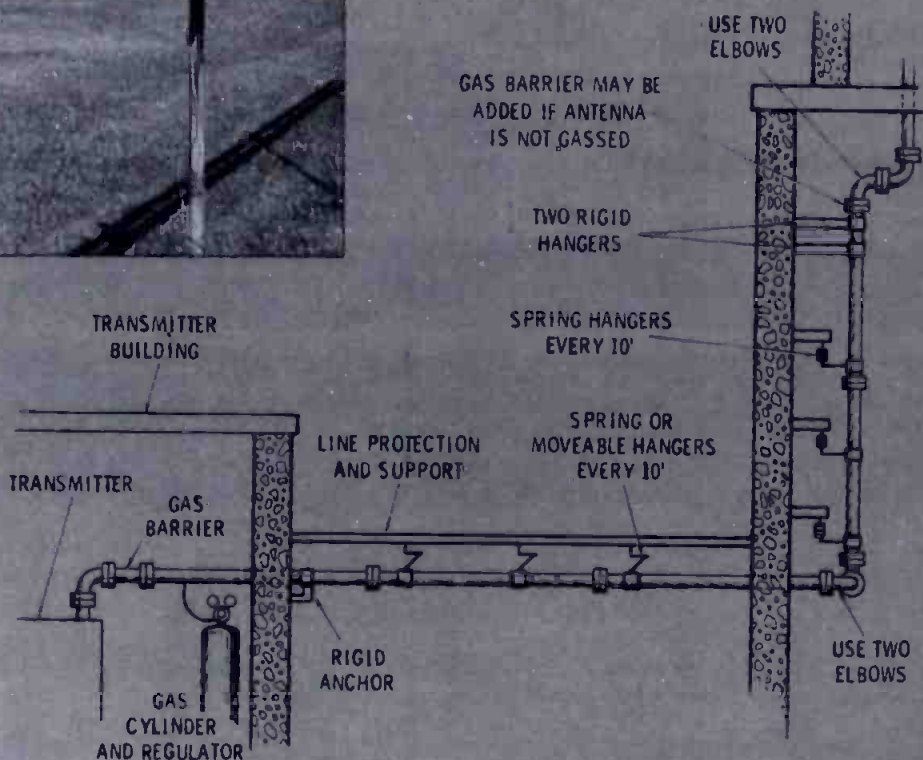 USE TWO
ELBOWS
GAS BARRIER MAY BE
ADDED IF ANTENNA
IS NOT GASSED
TWO RIGID
HANGERS
TRANSMITTER
BUILDING
SPRING HANGERS
EVERY 10'
LINE PROTECTION
AND SUPPORT
SPRING OR
MOVEABLE HANGERS
EVERY 10'
TRANSMITTER
GAS
BARRIER
RIGID
ANCHOR
USE TWO
ELBOWS
GAS
CYLINDER
AND REGULATOR